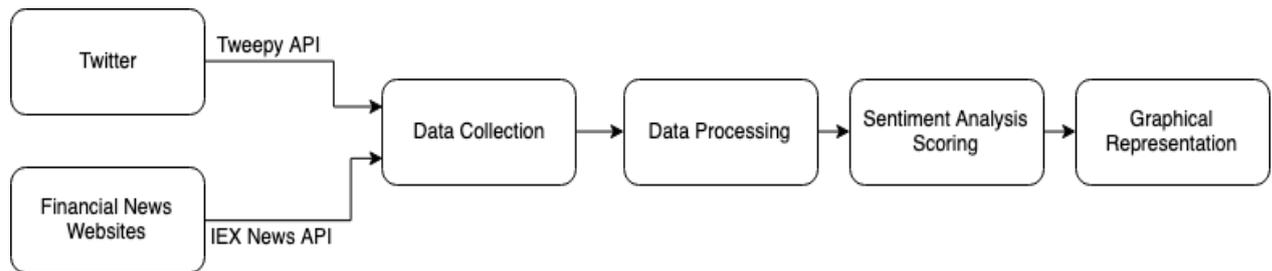 Twitter
Tweepy API
Financial News
Websites
IEX News API
Data Collection
Data Processing
Sentiment Analysis
Scoring
Graphical
Representation